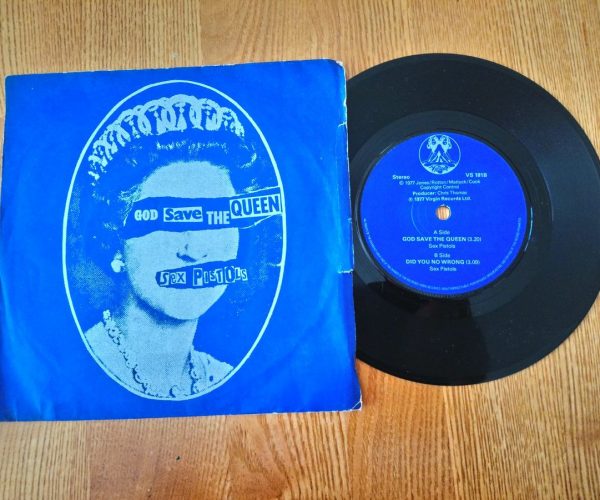 GOD Save THE QUEEN
SEX PISTOLS
Stereo
VS 181B
℗ 1977 Jones/Rotten/Matlock/Cook
Copyright Control
Producer: Chris Thomas
℗ 1977 Virgin Records Ltd.
A Side
GOD SAVE THE QUEEN (3.20)
Sex Pistols
B Side
DID YOU NO WRONG (3.00)
Sex Pistols